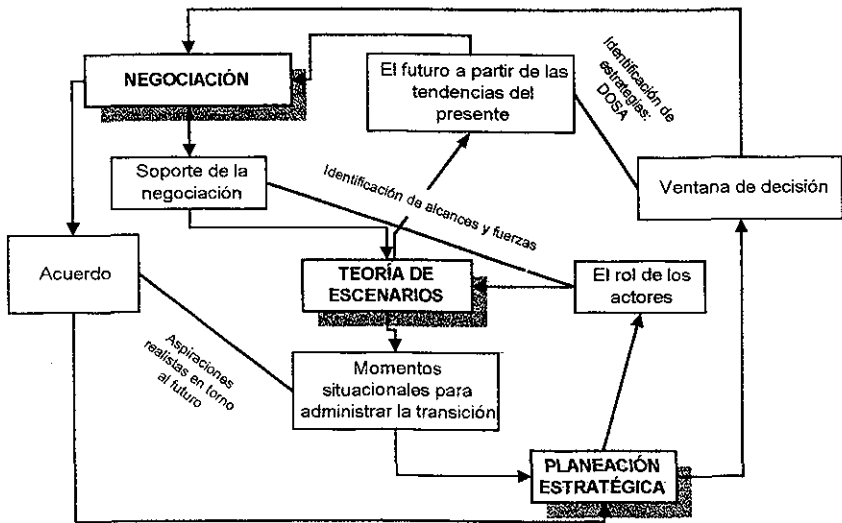 NEGOCIACIÓN
El futuro a partir de las
tendencias del
presente
Identificación de
estrategias:
DOSA
Soporte de la
negociación
Identificación de alcances y fuerzas
Ventana de decisión
Acuerdo
TEORÍA DE
ESCENARIOS
El rol de los
actores
Aspiraciones
realistas en torno
al futuro
Momentos
situacionales para
administrar la transición
PLANEACIÓN
ESTRATÉGICA